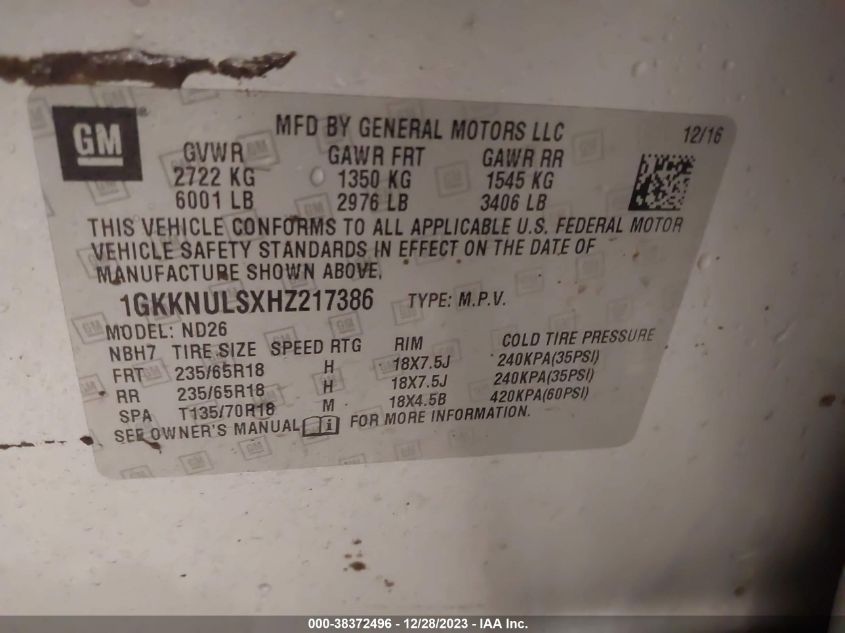 GM
MFD BY GENERAL MOTORS LLC
12/16
GVWR GAWR FRT GAWR RR
2722 KG 1350 KG 1545 KG
6001 LB 2976 LB 3406 LB
THIS VEHICLE CONFORMS TO ALL APPLICABLE U.S. FEDERAL MOTOR
VEHICLE SAFETY STANDARDS IN EFFECT ON THE DATE OF
MANUFACTURE SHOWN ABOVE.
1GKKNULSXHZ217386 TYPE: M.P.V.
MODEL: ND26
NBH7 TIRE SIZE SPEED RTG RIM COLD TIRE PRESSURE
FRT 235/65R18 H 18X7.5J 240KPA(35PSI)
RR 235/65R18 H 18X7.5J 240KPA(35PSI)
SPA T135/70R18 M 18X4.5B 420KPA(60PSI)
SEE OWNER'S MANUAL i FOR MORE INFORMATION.
000-38372496 - 12/28/2023 - IAA Inc.